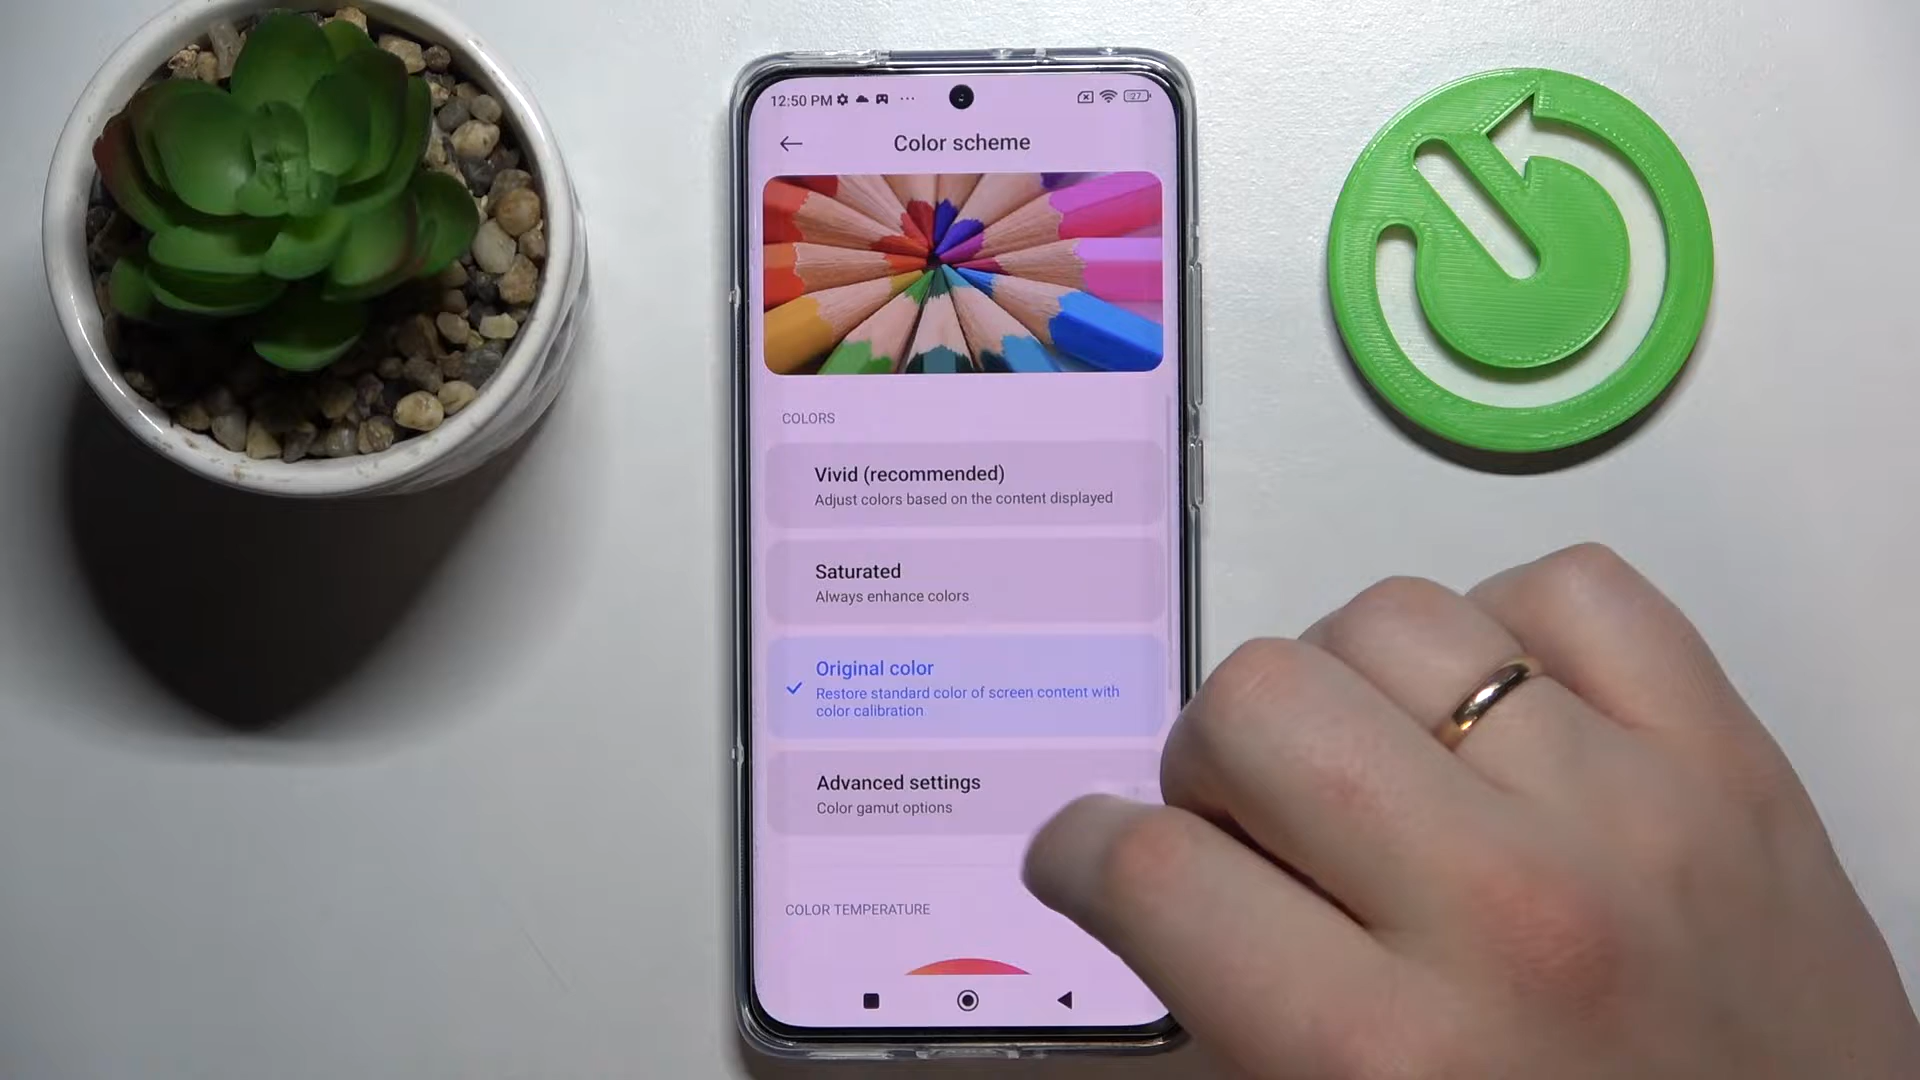 12:50 PM
27
Color scheme
COLORS
Vivid (recommended)
Adjust colors based on the content displayed
Saturated
Always enhance colors
Original color
Restore standard color of screen content with
color calibration
Advanced settings
Color gamut options
COLOR TEMPERATURE